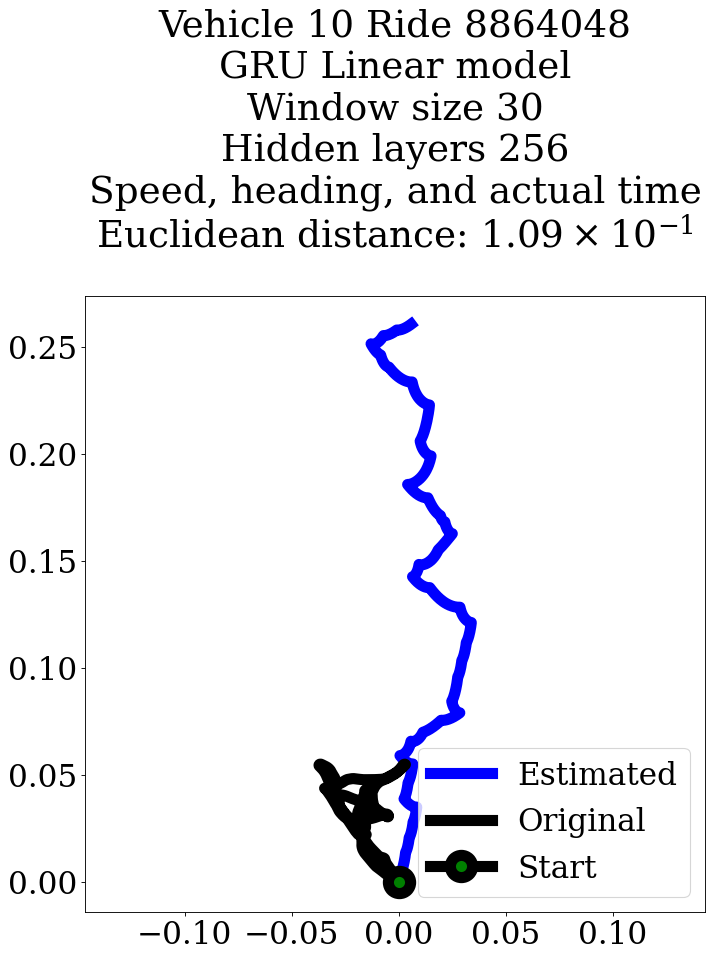 Vehicle 10 Ride 8864048
GRU Linear model
Window size 30
Hidden layers 256
Speed, heading, and actual time
Euclidean distance: 1.09 × 10⁻¹
0.25
0.20
0.15
0.10
0.05
0.00
Estimated
Original
Start
−0.10 −0.05 0.00 0.05 0.10